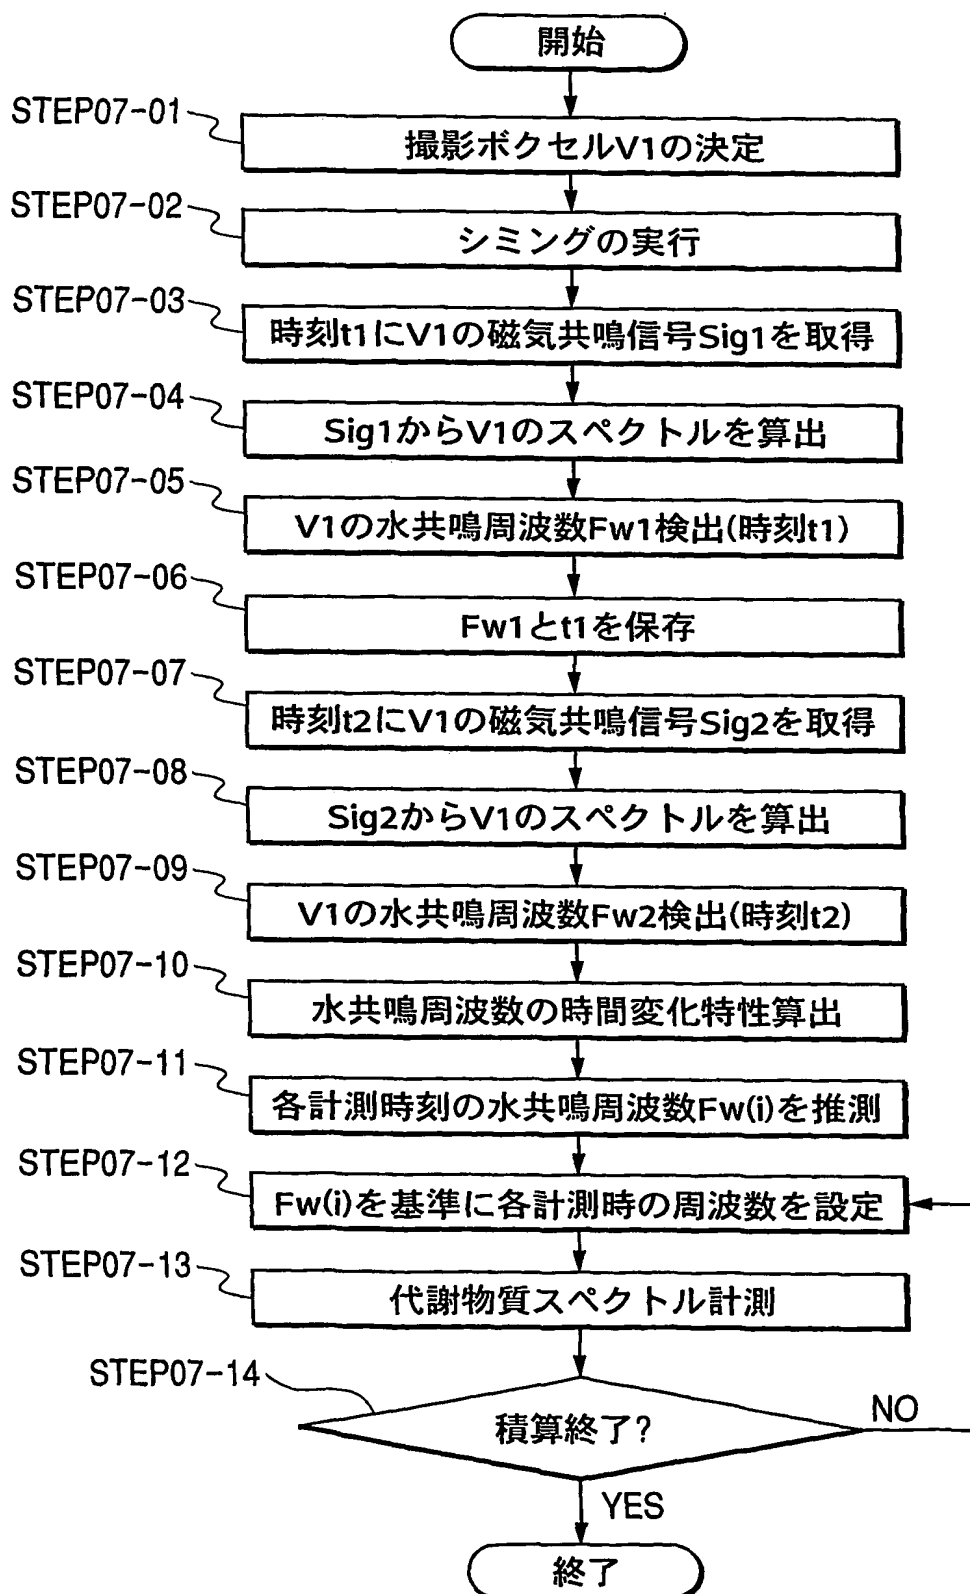 開始
STEP07-01
撮影ボクセルV1の決定
STEP07-02
シミングの実行
STEP07-03
時刻t1にV1の磁気共鳴信号Sig1を取得
STEP07-04
Sig1からV1のスペクトルを算出
STEP07-05
V1の水共鳴周波数Fw1検出(時刻t1)
STEP07-06
Fw1とt1を保存
STEP07-07
時刻t2にV1の磁気共鳴信号Sig2を取得
STEP07-08
Sig2からV1のスペクトルを算出
STEP07-09
V1の水共鳴周波数Fw2検出(時刻t2)
STEP07-10
水共鳴周波数の時間変化特性算出
STEP07-11
各計測時刻の水共鳴周波数Fw(i)を推測
STEP07-12
Fw(i)を基準に各計測時の周波数を設定
STEP07-13
代謝物質スペクトル計測
STEP07-14
積算終了?
NO
YES
終了